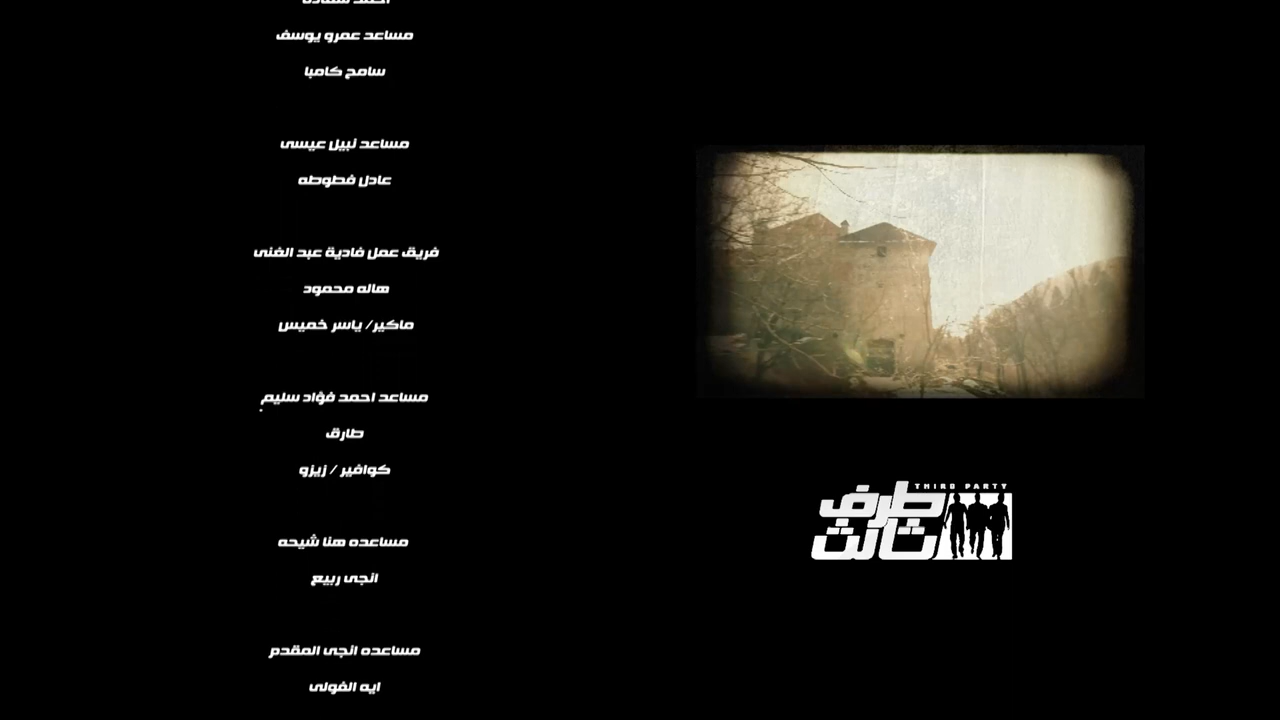 مساعد عمرو يوسف
سامح كامبا
مساعد نبيل عيسى
عادل فطوطه
فريق عمل فادية عبد الغنى
هاله محمود
ماكير/ ياسر خميس
مساعد احمد فؤاد سليم
طارق
كوافير / زيزو
مساعده هنا شيحه
انجى ربيع
مساعده انجى المقدم
ايه الفولى
THIRD PARTY
طرف
ثالث